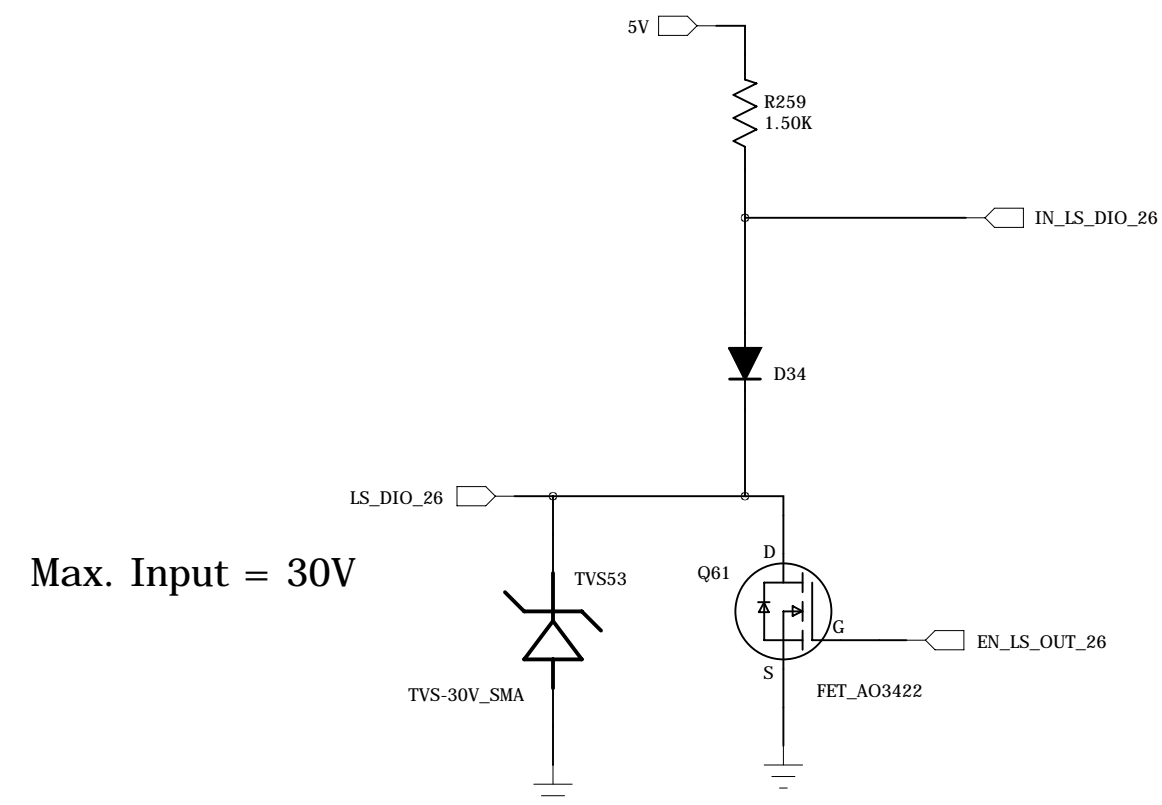 5V
R259
1.50K
IN_LS_DIO_26
D34
LS_DIO_26
Max. Input = 30V
TVS53
Q61
D
G
EN_LS_OUT_26
S
TVS-30V_SMA
FET_AO3422